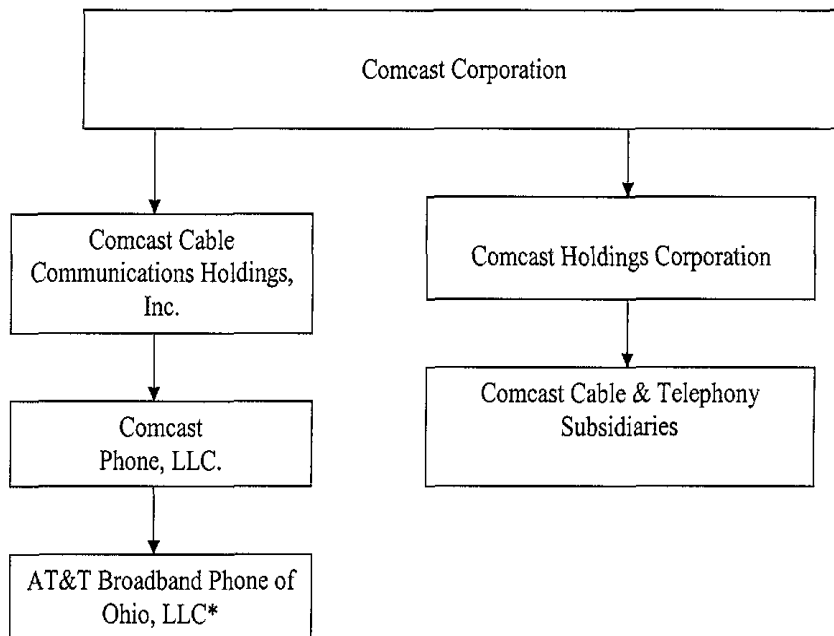 Comcast Corporation
Comcast Cable
Communications Holdings,
Inc.
Comcast Holdings Corporation
Comcast
Phone, LLC.
Comcast Cable & Telephony
Subsidiaries
AT&T Broadband Phone of
Ohio, LLC*